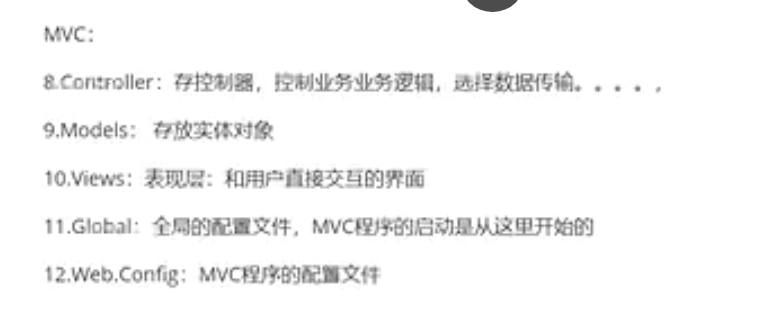 MVC：
8.Controller：存控制器，控制业务业务逻辑，选择数据传输。。。。，
9.Models： 存放实体对象
10.Views：表现层：和用户直接交互的界面
11.Global：全局的配置文件，MVC程序的启动是从这里开始的
12.Web.Config：MVC程序的配置文件